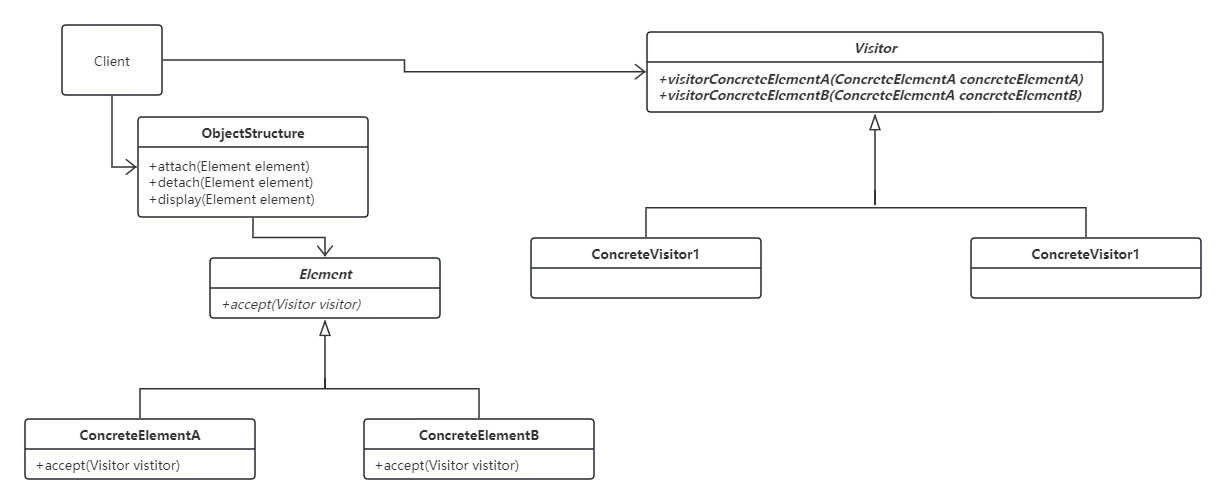 Client
Visitor
+visitorConcreteElementA(ConcreteElementA concreteElementA)
+visitorConcreteElementB(ConcreteElementA concreteElementB)
ObjectStructure
+attach(Element element)
+detach(Element element)
+display(Element element)
Element
+accept(Visitor visitor)
ConcreteVisitor1
ConcreteVisitor1
ConcreteElementA
+accept(Visitor vistitor)
ConcreteElementB
+accept(Visitor vistitor)